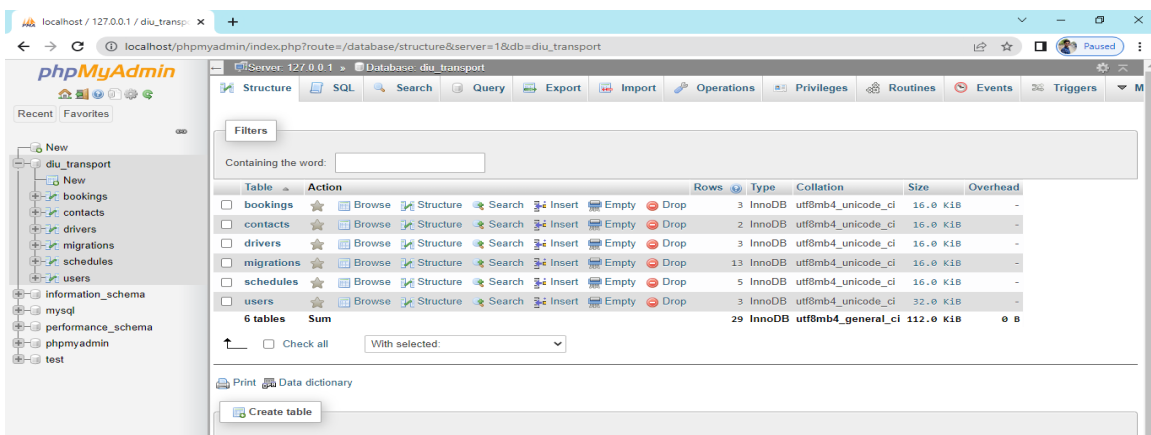 localhost / 127.0.0.1 / diu_transpo
localhost/phpmyadmin/index.php?route=/database/structure&server=1&db=diu_transport
Paused
phpMyAdmin
Recent Favorites
New
diu_transport
New
bookings
contacts
drivers
migrations
schedules
users
information_schema
mysql
performance_schema
phpmyadmin
test
Server: 127.0.0.1 » Database: diu_transport
Structure SQL Search Query Export Import Operations Privileges Routines Events Triggers M
Filters
Containing the word:
Table Action Rows Type Collation Size Overhead
bookings Browse Structure Search Insert Empty Drop 3 InnoDB utf8mb4_unicode_ci 16.0 KiB -
contacts Browse Structure Search Insert Empty Drop 2 InnoDB utf8mb4_unicode_ci 16.0 KiB -
drivers Browse Structure Search Insert Empty Drop 3 InnoDB utf8mb4_unicode_ci 16.0 KiB -
migrations Browse Structure Search Insert Empty Drop 13 InnoDB utf8mb4_unicode_ci 16.0 KiB -
schedules Browse Structure Search Insert Empty Drop 5 InnoDB utf8mb4_unicode_ci 16.0 KiB -
users Browse Structure Search Insert Empty Drop 3 InnoDB utf8mb4_unicode_ci 32.0 KiB -
6 tables Sum 29 InnoDB utf8mb4_general_ci 112.0 KiB 0 B
Check all With selected:
Print Data dictionary
Create table